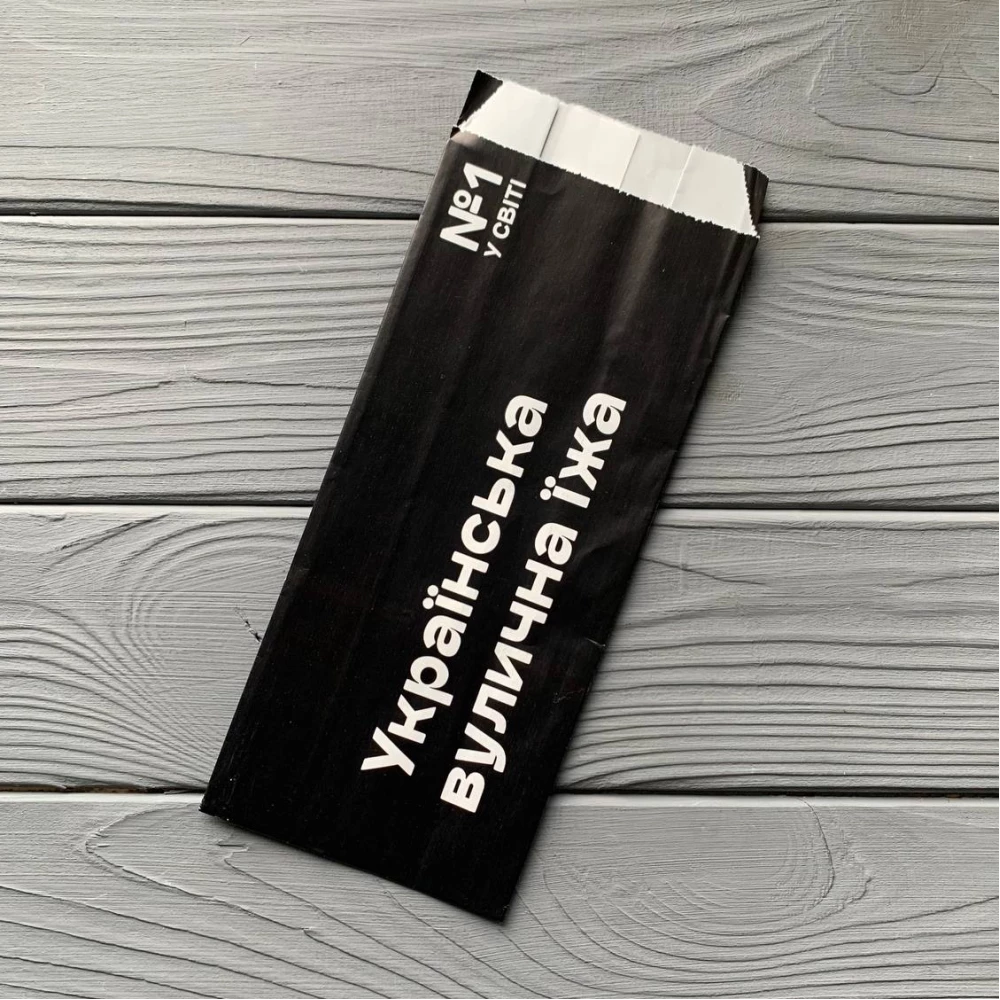 №1
У СВІТІ
Українська
вулична їжа